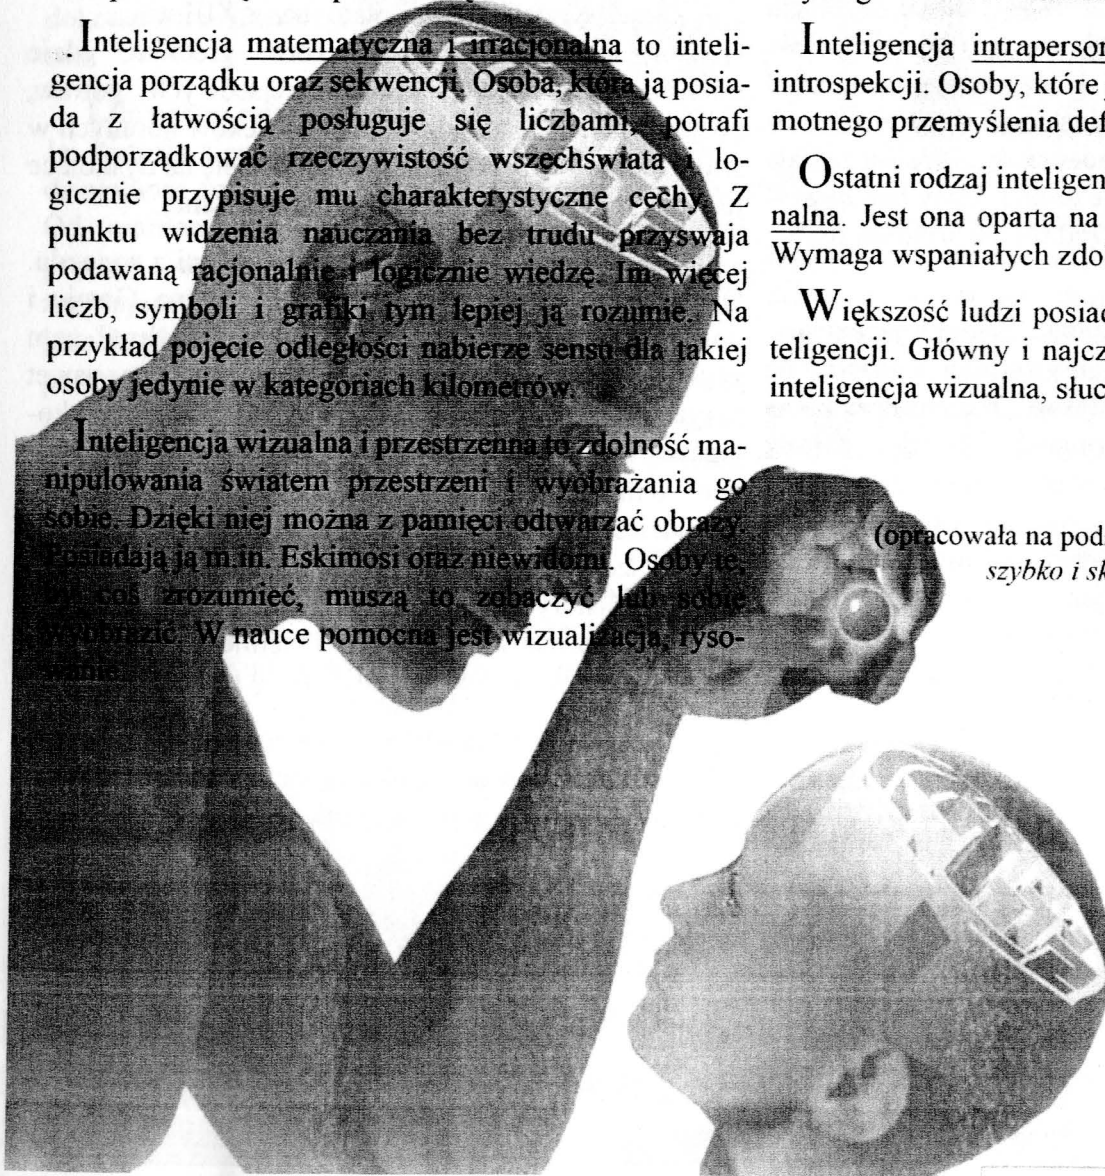 . Inteligencja matematyczna i irracjonalna to inteli-
gencja porządku oraz sekwencji. Osoba, która ją posia-
da z łatwością posługuje się liczbami, potrafi
podporządkować rzeczywistość wszechświata i lo-
gicznie przypisuje mu charakterystyczne cechy. Z
punktu widzenia nauczania bez trudu przyswaja
podawaną racjonalnie i logicznie wiedzę. Im więcej
liczb, symboli i grafiki tym lepiej ją rozumie. Na
przykład pojęcie odległości nabierze sensu dla takiej
osoby jedynie w kategoriach kilometrów.
Inteligencja wizualna i przestrzenna to zdolność ma-
nipulowania światem przestrzeni i wyobrażania go
sobie. Dzięki niej można z pamięci odtwarzać obrazy.
Posiadają ją m.in. Eskimosi oraz niewidomi. Osoby te,
by coś zrozumieć, muszą to zobaczyć lub sobie
wyobrazić. W nauce pomocna jest wizualizacja, ryso-
wanie.
Inteligencja intraperson
introspekcji. Osoby, które
motnego przemyślenia def
Ostatni rodzaj inteligen
nalna. Jest ona oparta na
Wymaga wspaniałych zdo
Większość ludzi posiad
teligencji. Główny i najcz
inteligencja wizualna, słuc
(opracowała na pod
szybko i sk